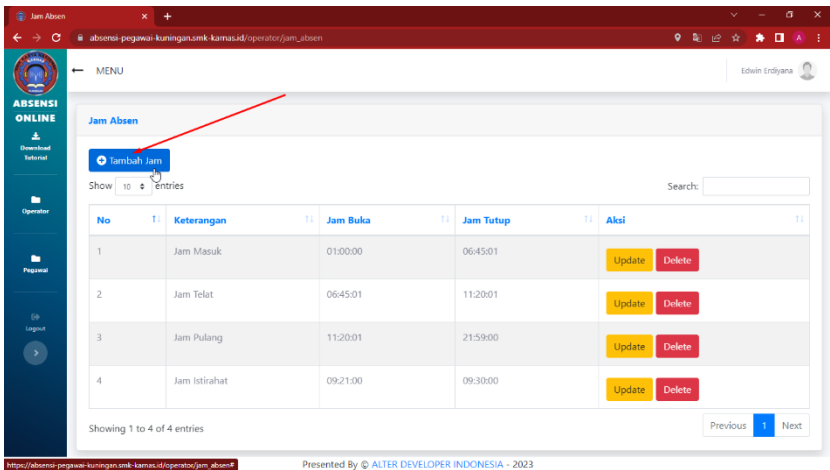 Jam Absen
absensi-pegawai-kuningan.smk-karnas.id/operator/jam_absen
A
MENU
Edwin Erdiyana
ABSENSI
ONLINE
Download
Tutorial
Operator
Pegawai
Logout
Jam Absen
Tambah Jam
Show 10 entries
Search:
No Keterangan Jam Buka Jam Tutup Aksi
1 Jam Masuk 01:00:00 06:45:01 Update Delete
2 Jam Telat 06:45:01 11:20:01 Update Delete
3 Jam Pulang 11:20:01 21:59:00 Update Delete
4 Jam Istirahat 09:21:00 09:30:00 Update Delete
Showing 1 to 4 of 4 entries
Previous 1 Next
https://absensi-pegawai-kuningan.smk-karnas.id/operator/jam_absen#
Presented By © ALTER DEVELOPER INDONESIA - 2023